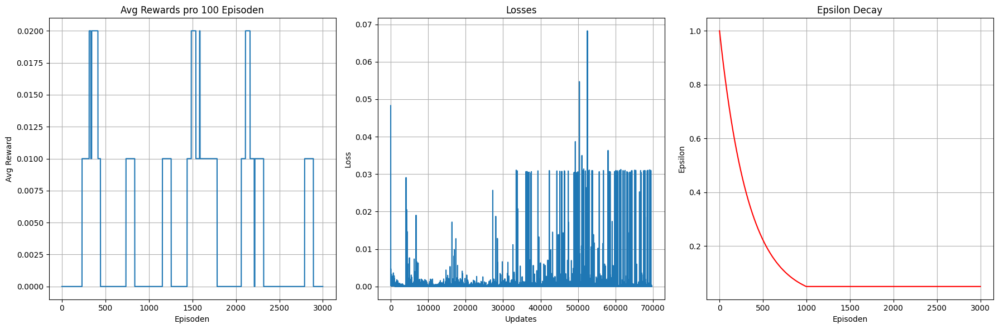 Avg Rewards pro 100 Episoden
0.0200
0.0175
0.0150
0.0125
0.0100
0.0075
0.0050
0.0025
0.0000
Avg Reward
0 500 1000 1500 2000 2500 3000
Episoden
Losses
0.07
0.06
0.05
0.04
0.03
0.02
0.01
0.00
Loss
0 10000 20000 30000 40000 50000 60000 70000
Updates
Epsilon Decay
1.0
0.8
0.6
0.4
0.2
Epsilon
0 500 1000 1500 2000 2500 3000
Episoden